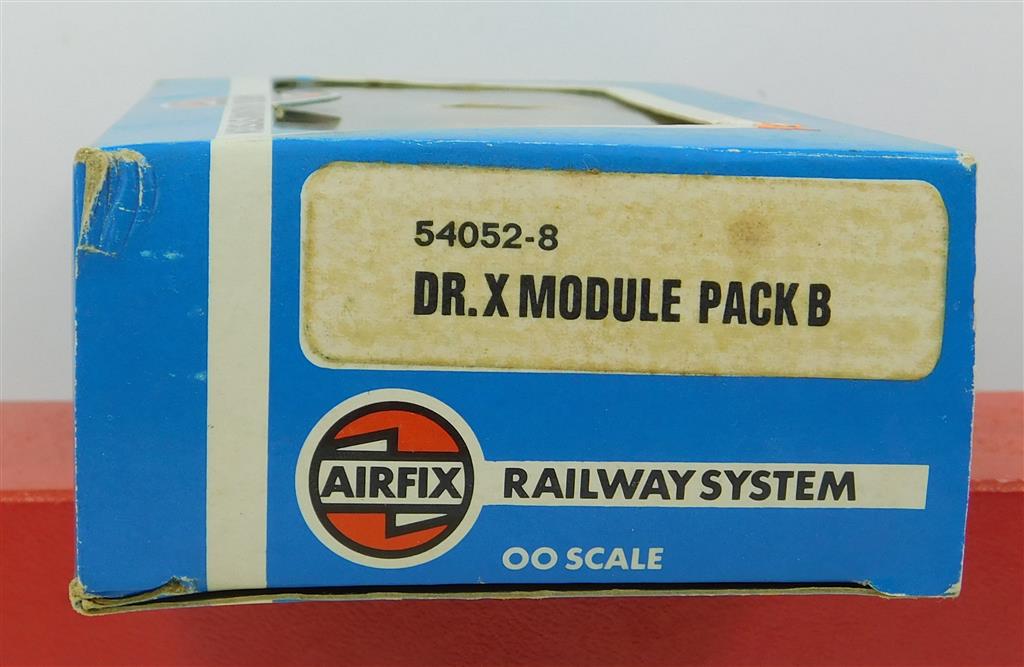 54052-8
DR. X MODULE PACK B
AIRFIX
RAILWAY SYSTEM
OO SCALE